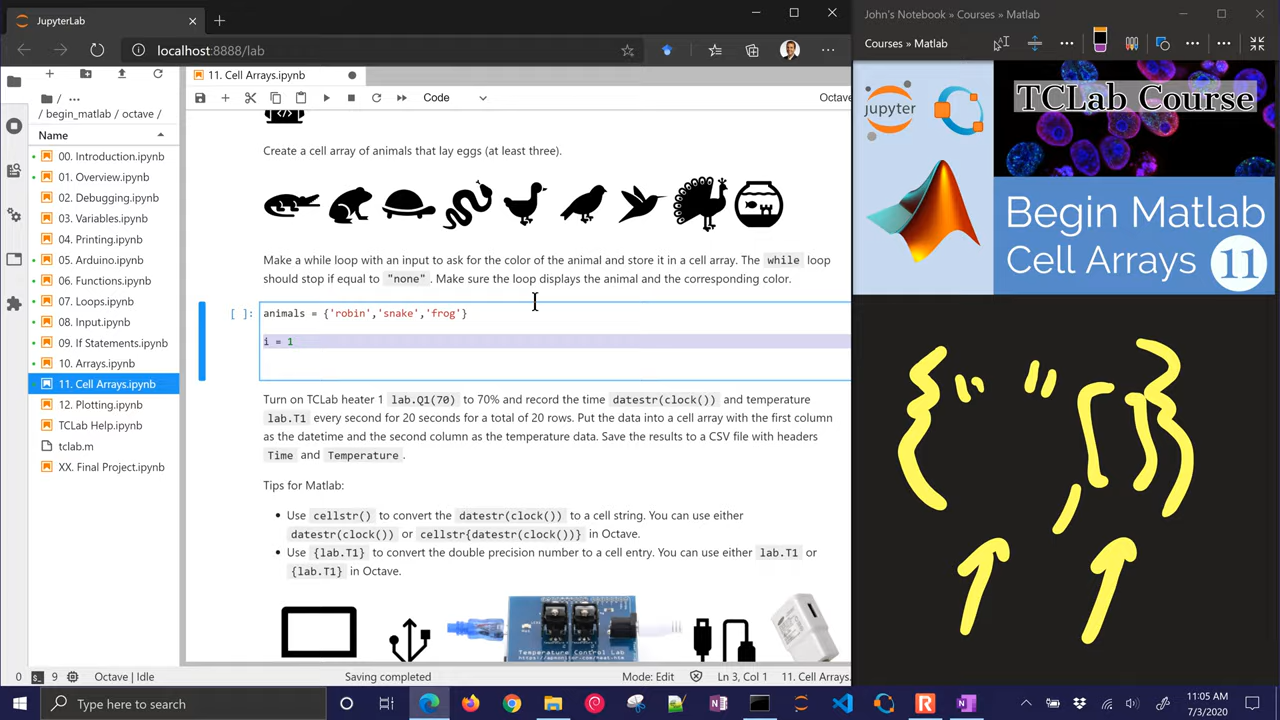 JupyterLab
localhost:8888/lab
11. Cell Arrays.ipynb
Code
Octave
/ ...
/ begin_matlab / octave /
Name
00. Introduction.ipynb
01. Overview.ipynb
02. Debugging.ipynb
03. Variables.ipynb
04. Printing.ipynb
05. Arduino.ipynb
06. Functions.ipynb
07. Loops.ipynb
08. Input.ipynb
09. If Statements.ipynb
10. Arrays.ipynb
11. Cell Arrays.ipynb
12. Plotting.ipynb
TCLab Help.ipynb
tclab.m
XX. Final Project.ipynb
Create a cell array of animals that lay eggs (at least three).
Make a while loop with an input to ask for the color of the animal and store it in a cell array. The while loop
should stop if equal to "none". Make sure the loop displays the animal and the corresponding color.
[ ]:
animals = {'robin','snake','frog'}
i = 1
Turn on TCLab heater 1 lab.Q1(70) to 70% and record the time datestr(clock()) and temperature
lab.T1 every second for 20 seconds for a total of 20 rows. Put the data into a cell array with the first column
as the datetime and the second column as the temperature data. Save the results to a CSV file with headers
Time and Temperature.
Tips for Matlab:
• Use cellstr() to convert the datestr(clock()) to a cell string. You can use either
datestr(clock()) or cellstr{datestr(clock())} in Octave.
• Use {lab.T1} to convert the double precision number to a cell entry. You can use either lab.T1 or
{lab.T1} in Octave.
Temperature Control Lab
0
9
Octave | Idle
Saving completed
Mode: Edit
Ln 3, Col 1
11. Cell Arrays.
John's Notebook » Courses » Matlab
Courses » Matlab
jupyter
TCLab Course
Begin Matlab
Cell Arrays 11
{" " , []}
Type here to search
11:05 AM
7/3/2020